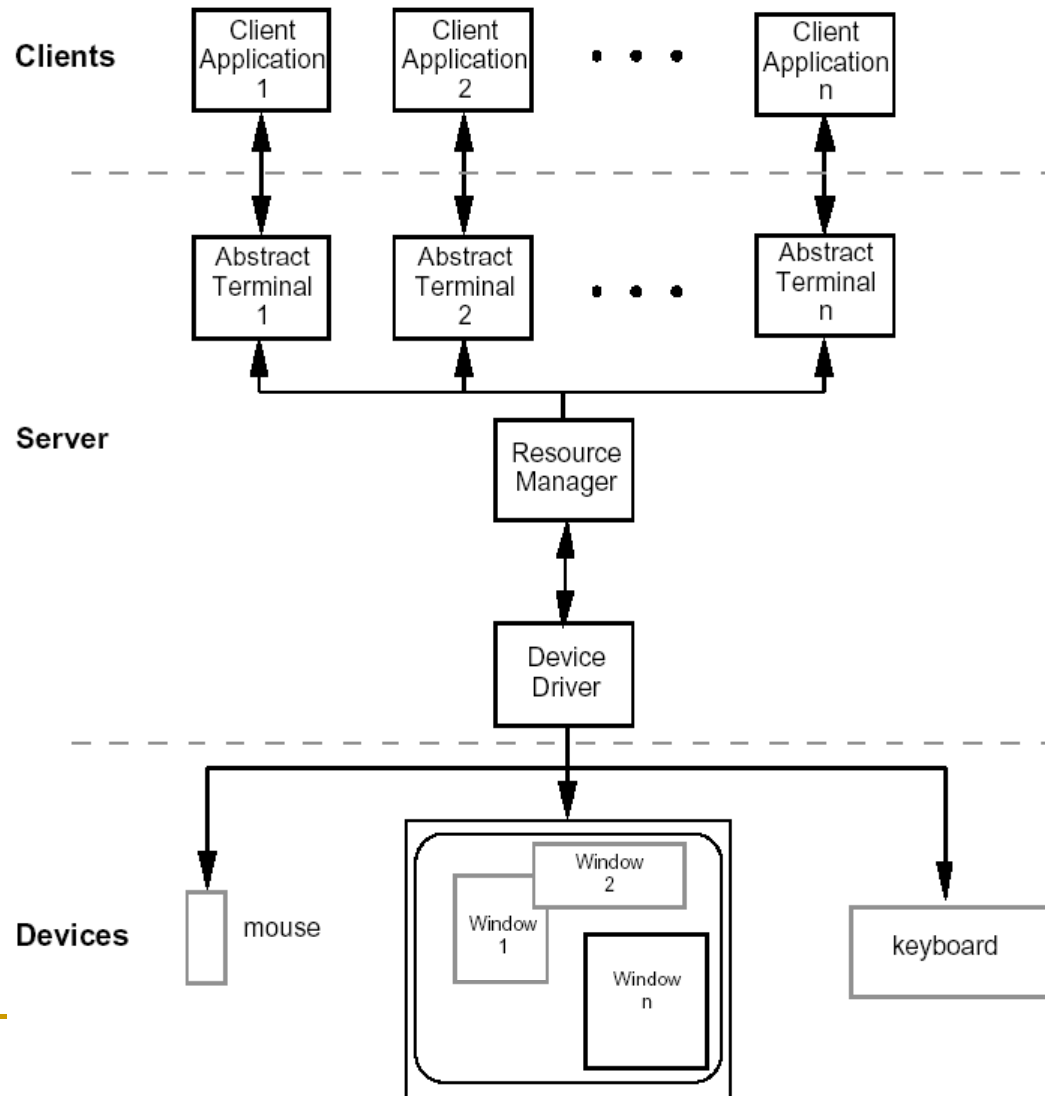 Clients
Client
Application
1
Client
Application
2
Client
Application
n
Abstract
Terminal
1
Abstract
Terminal
2
Abstract
Terminal
n
Server
Resource
Manager
Device
Driver
Devices
mouse
Window
1
Window
2
Window
n
keyboard